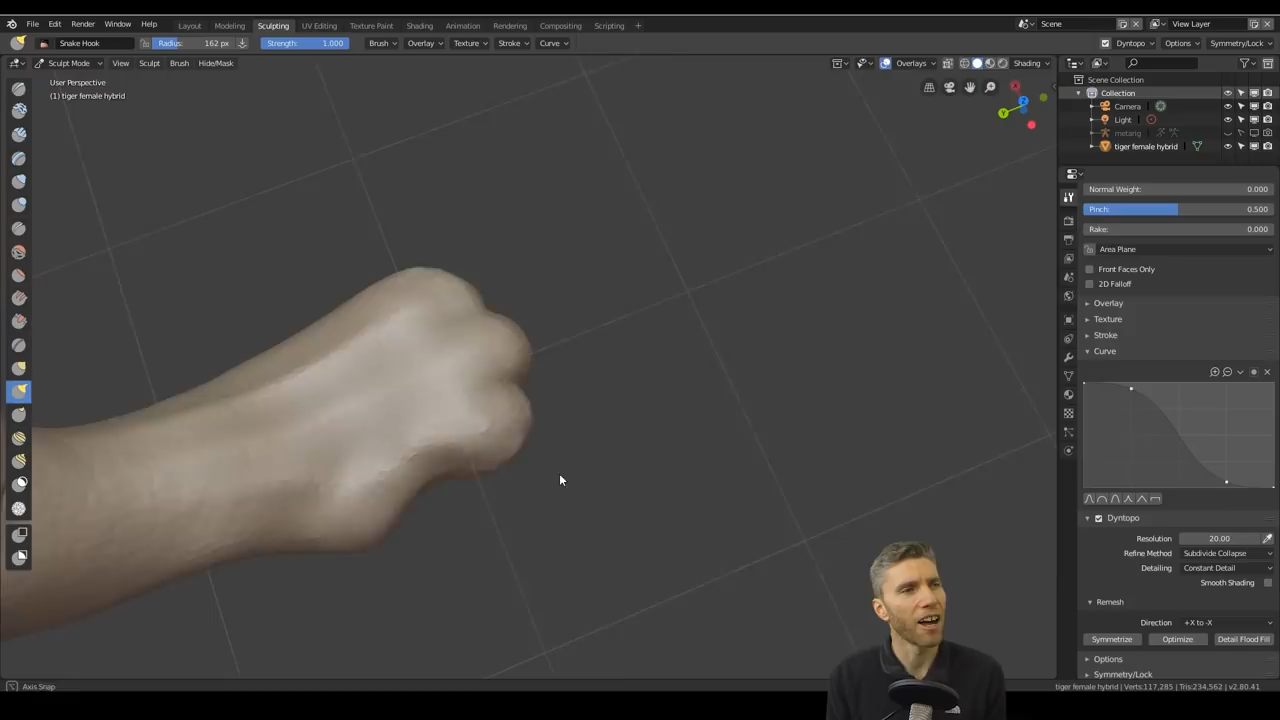 File Edit Render Window Help Layout Modeling Sculpting UV Editing Texture Paint Shading Animation Rendering Compositing Scripting + Scene View Layer
Snake Hook Radius: 162 px Strength: 1.000 Brush Overlay Texture Stroke Curve Dyntopo Options Symmetry/Lock
Sculpt Mode View Sculpt Brush Hide/Mask Overlays Shading
User Perspective
(1) tiger female hybrid
Scene Collection
Collection
Camera
Light
metarig
tiger female hybrid
Normal Weight: 0.000
Pinch: 0.500
Rake: 0.000
Area Plane
Front Faces Only
2D Falloff
Overlay
Texture
Stroke
Curve
Dyntopo
Resolution 20.00
Refine Method Subdivide Collapse
Detailing Constant Detail
Smooth Shading
Remesh
Direction +X to -X
Symmetrize Optimize Detail Flood Fill
Options
Symmetry/Lock
Axis Snap
tiger female hybrid | Verts:117,285 | Tris:234,562 | v2.80.41